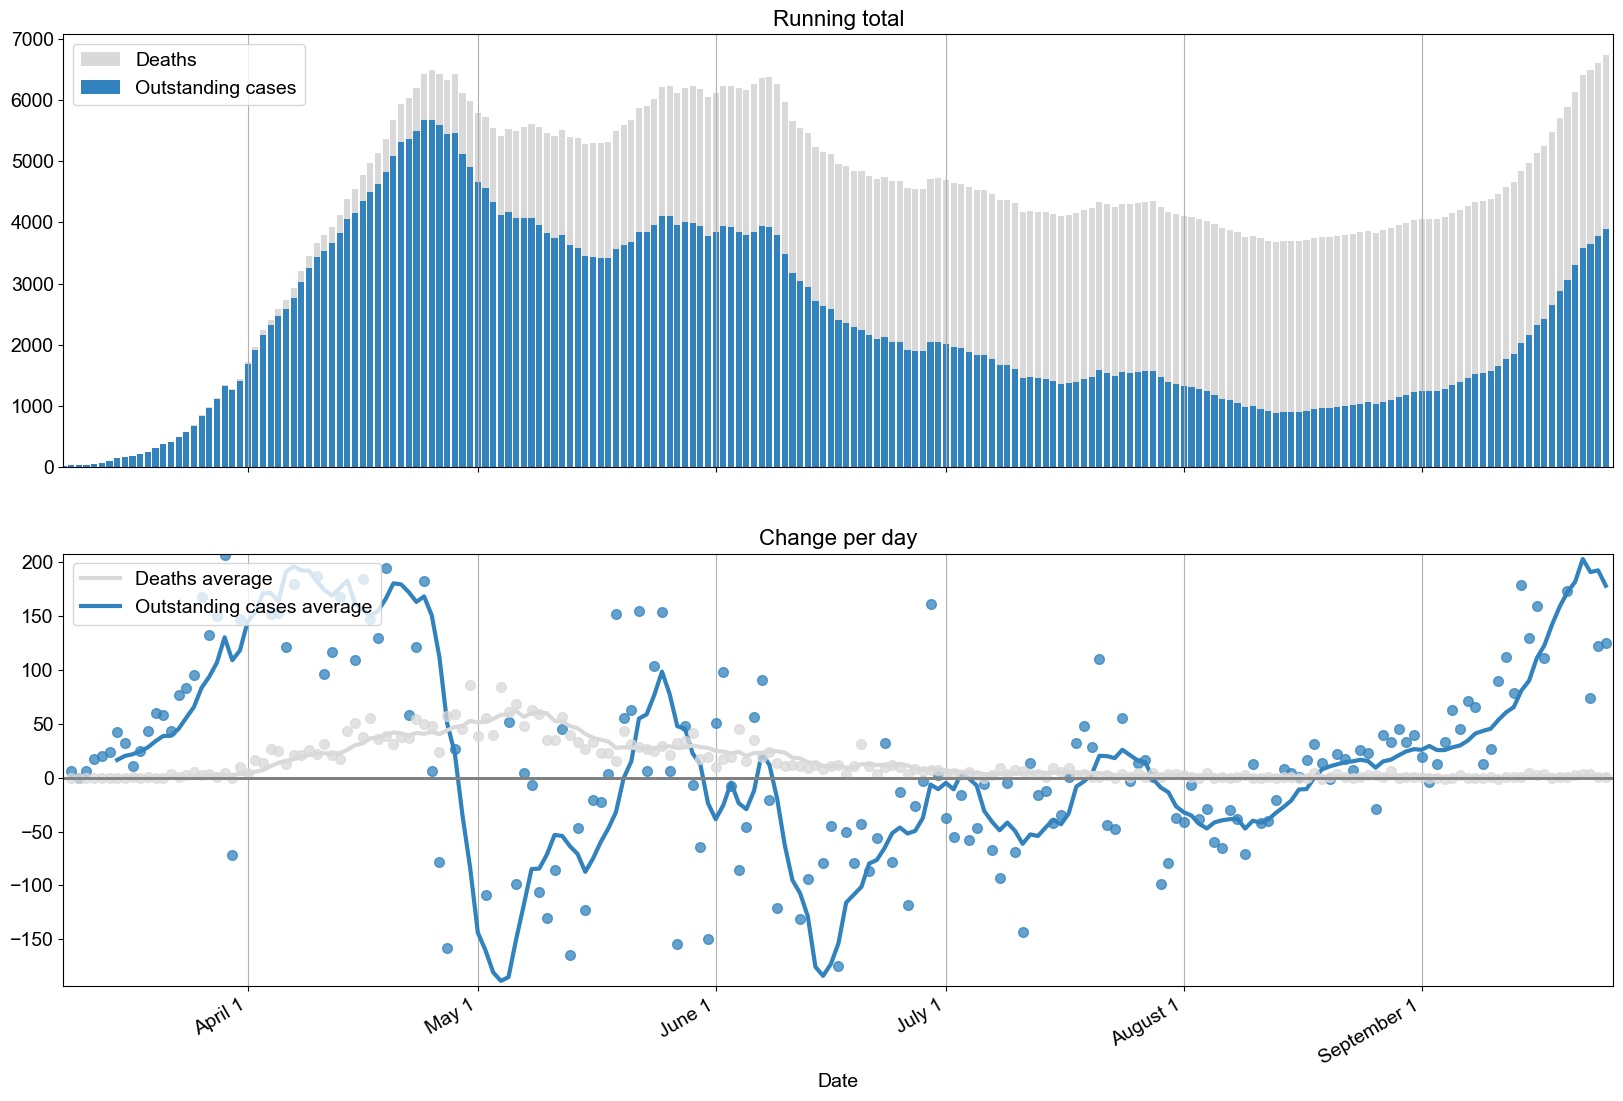 Running total
7000
6000
5000
4000
3000
2000
1000
0
Deaths
Outstanding cases
Change per day
200
150
100
50
0
−50
−100
−150
Deaths average
Outstanding cases average
April 1
May 1
June 1
July 1
August 1
September 1
Date